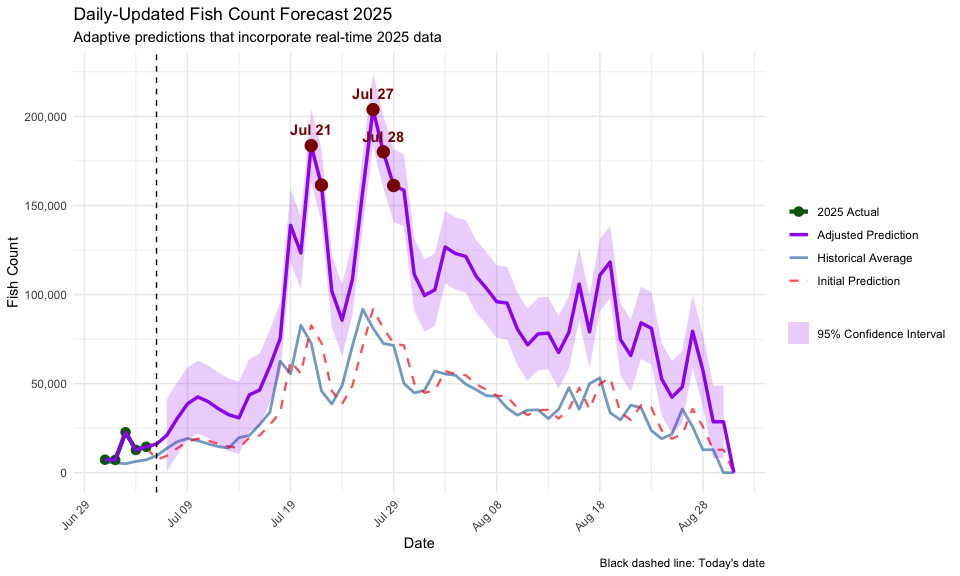 Daily-Updated Fish Count Forecast 2025
Adaptive predictions that incorporate real-time 2025 data
Fish Count
200,000
150,000
100,000
50,000
0
Jul 27
Jul 21
Jul 28
Jun 29
Jul 09
Jul 19
Jul 29
Aug 08
Aug 18
Aug 28
Date
2025 Actual
Adjusted Prediction
Historical Average
Initial Prediction
95% Confidence Interval
Black dashed line: Today's date